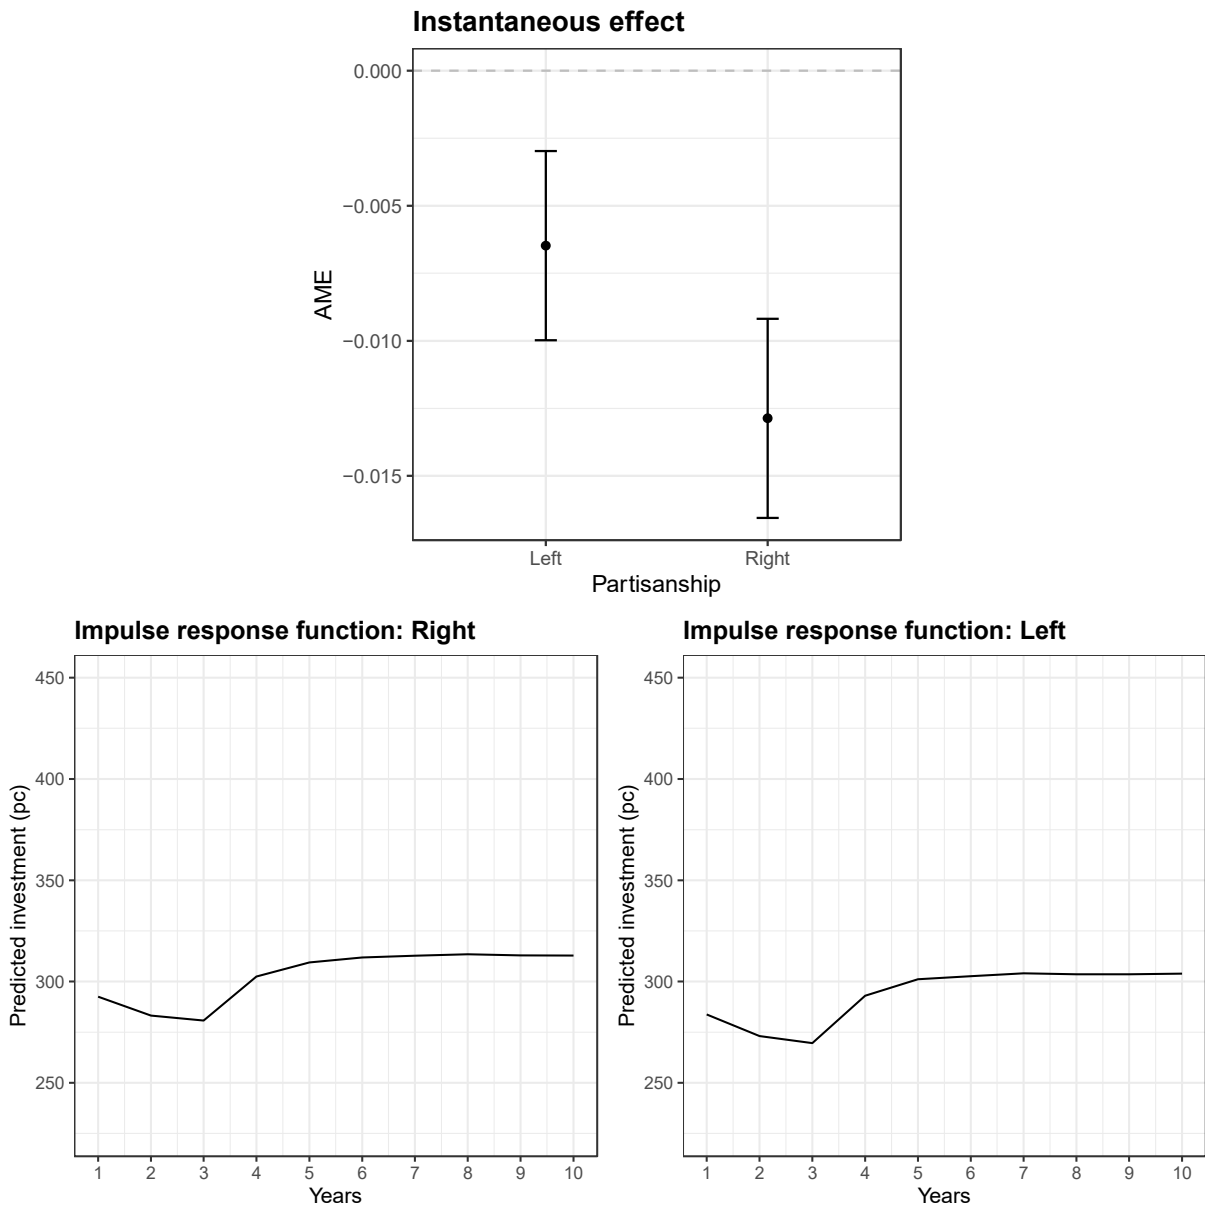 Instantaneous effect
0.000
−0.005
−0.010
−0.015
AME
Left Right
Partisanship
Impulse response function: Right
450
400
350
300
250
Predicted investment (pc)
1 2 3 4 5 6 7 8 9 10
Years
Impulse response function: Left
450
400
350
300
250
Predicted investment (pc)
1 2 3 4 5 6 7 8 9 10
Years